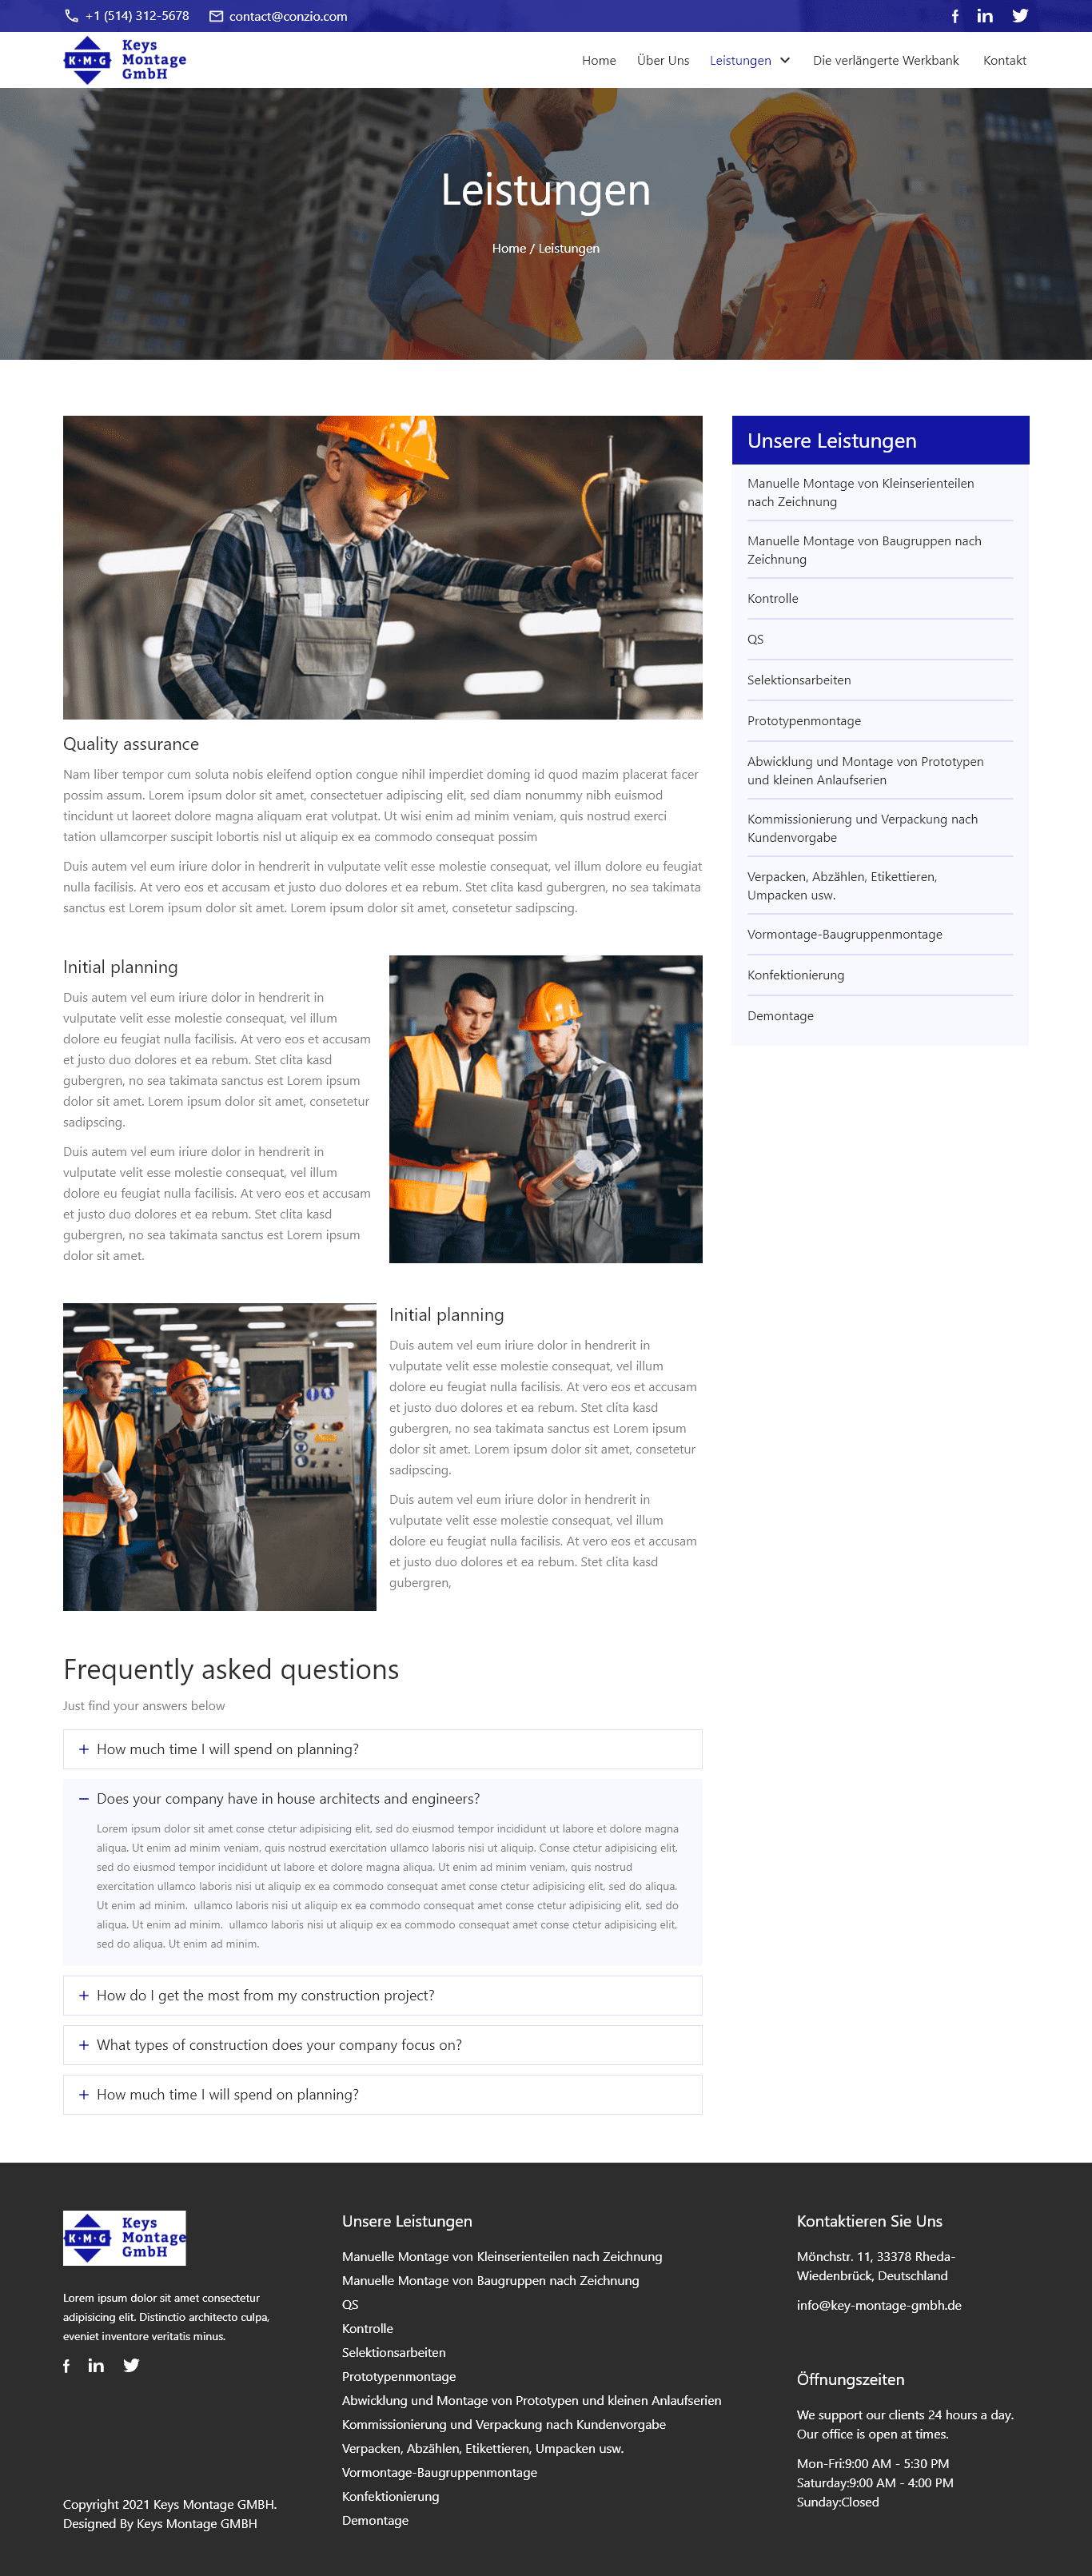 +1 (514) 312-5678
contact@conzio.com
K·M·G
Keys
Montage
GmbH
Home
Über Uns
Leistungen
Die verlängerte Werkbank
Kontakt
Leistungen
Home / Leistungen
Quality assurance
Nam liber tempor cum soluta nobis eleifend option congue nihil imperdiet doming id quod mazim placerat facer
possim assum. Lorem ipsum dolor sit amet, consectetuer adipiscing elit, sed diam nonummy nibh euismod
tincidunt ut laoreet dolore magna aliquam erat volutpat. Ut wisi enim ad minim veniam, quis nostrud exerci
tation ullamcorper suscipit lobortis nisl ut aliquip ex ea commodo consequat possim
Duis autem vel eum iriure dolor in hendrerit in vulputate velit esse molestie consequat, vel illum dolore eu feugiat
nulla facilisis. At vero eos et accusam et justo duo dolores et ea rebum. Stet clita kasd gubergren, no sea takimata
sanctus est Lorem ipsum dolor sit amet. Lorem ipsum dolor sit amet, consetetur sadipscing.
Initial planning
Duis autem vel eum iriure dolor in hendrerit in
vulputate velit esse molestie consequat, vel illum
dolore eu feugiat nulla facilisis. At vero eos et accusam
et justo duo dolores et ea rebum. Stet clita kasd
gubergren, no sea takimata sanctus est Lorem ipsum
dolor sit amet. Lorem ipsum dolor sit amet, consetetur
sadipscing.
Duis autem vel eum iriure dolor in hendrerit in
vulputate velit esse molestie consequat, vel illum
dolore eu feugiat nulla facilisis. At vero eos et accusam
et justo duo dolores et ea rebum. Stet clita kasd
gubergren, no sea takimata sanctus est Lorem ipsum
dolor sit amet.
Initial planning
Duis autem vel eum iriure dolor in hendrerit in
vulputate velit esse molestie consequat, vel illum
dolore eu feugiat nulla facilisis. At vero eos et accusam
et justo duo dolores et ea rebum. Stet clita kasd
gubergren, no sea takimata sanctus est Lorem ipsum
dolor sit amet. Lorem ipsum dolor sit amet, consetetur
sadipscing.
Duis autem vel eum iriure dolor in hendrerit in
vulputate velit esse molestie consequat, vel illum
dolore eu feugiat nulla facilisis. At vero eos et accusam
et justo duo dolores et ea rebum. Stet clita kasd
gubergren,
Frequently asked questions
Just find your answers below
+ How much time I will spend on planning?
− Does your company have in house architects and engineers?
Lorem ipsum dolor sit amet conse ctetur adipisicing elit, sed do eiusmod tempor incididunt ut labore et dolore magna
aliqua. Ut enim ad minim veniam, quis nostrud exercitation ullamco laboris nisi ut aliquip. Conse ctetur adipisicing elit,
sed do eiusmod tempor incididunt ut labore et dolore magna aliqua. Ut enim ad minim veniam, quis nostrud
exercitation ullamco laboris nisi ut aliquip ex ea commodo consequat amet conse ctetur adipisicing elit, sed do aliqua.
Ut enim ad minim. ullamco laboris nisi ut aliquip ex ea commodo consequat amet conse ctetur adipisicing elit, sed do
aliqua. Ut enim ad minim. ullamco laboris nisi ut aliquip ex ea commodo consequat amet conse ctetur adipisicing elit,
sed do aliqua. Ut enim ad minim.
+ How do I get the most from my construction project?
+ What types of construction does your company focus on?
+ How much time I will spend on planning?
Unsere Leistungen
Manuelle Montage von Kleinserienteilen
nach Zeichnung
Manuelle Montage von Baugruppen nach
Zeichnung
Kontrolle
QS
Selektionsarbeiten
Prototypenmontage
Abwicklung und Montage von Prototypen
und kleinen Anlaufserien
Kommissionierung und Verpackung nach
Kundenvorgabe
Verpacken, Abzählen, Etikettieren,
Umpacken usw.
Vormontage-Baugruppenmontage
Konfektionierung
Demontage
K·M·G
Keys
Montage
GmbH
Lorem ipsum dolor sit amet consectetur
adipisicing elit. Distinctio architecto culpa,
eveniet inventore veritatis minus.
Copyright 2021 Keys Montage GMBH.
Designed By Keys Montage GMBH
Unsere Leistungen
Manuelle Montage von Kleinserienteilen nach Zeichnung
Manuelle Montage von Baugruppen nach Zeichnung
QS
Kontrolle
Selektionsarbeiten
Prototypenmontage
Abwicklung und Montage von Prototypen und kleinen Anlaufserien
Kommissionierung und Verpackung nach Kundenvorgabe
Verpacken, Abzählen, Etikettieren, Umpacken usw.
Vormontage-Baugruppenmontage
Konfektionierung
Demontage
Kontaktieren Sie Uns
Mönchstr. 11, 33378 Rheda-
Wiedenbrück, Deutschland
info@key-montage-gmbh.de
Öffnungszeiten
We support our clients 24 hours a day.
Our office is open at times.
Mon-Fri:9:00 AM - 5:30 PM
Saturday:9:00 AM - 4:00 PM
Sunday:Closed